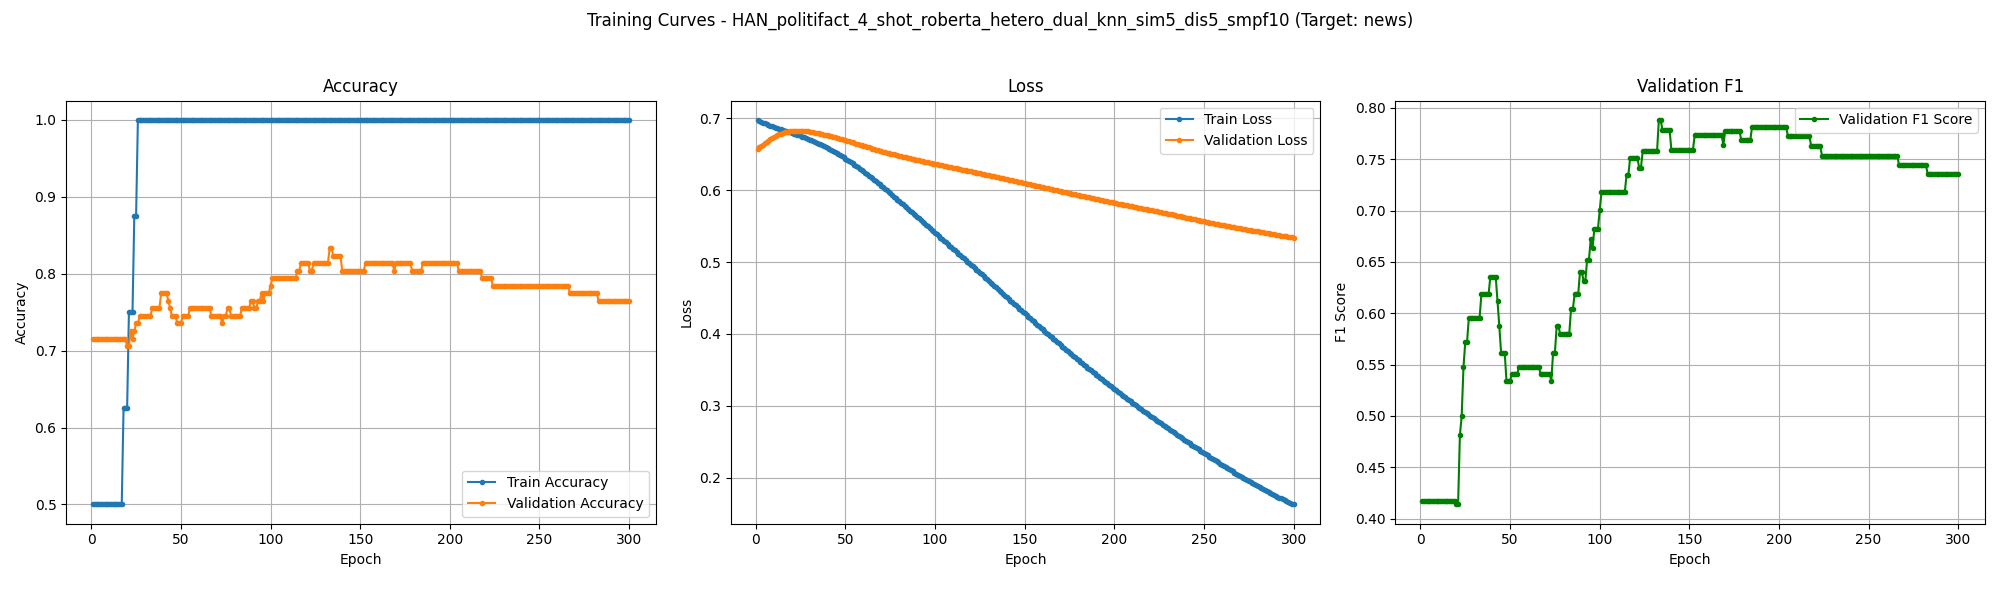 Training Curves - HAN_politifact_4_shot_roberta_hetero_dual_knn_sim5_dis5_smpf10 (Target: news)
Accuracy
1.0
0.9
0.8
0.7
0.6
0.5
Accuracy
Train Accuracy
Validation Accuracy
0 50 100 150 200 250 300
Epoch
Loss
0.7
0.6
0.5
0.4
0.3
0.2
Loss
Train Loss
Validation Loss
0 50 100 150 200 250 300
Epoch
Validation F1
0.80
0.75
0.70
0.65
0.60
0.55
0.50
0.45
0.40
F1 Score
Validation F1 Score
0 50 100 150 200 250 300
Epoch